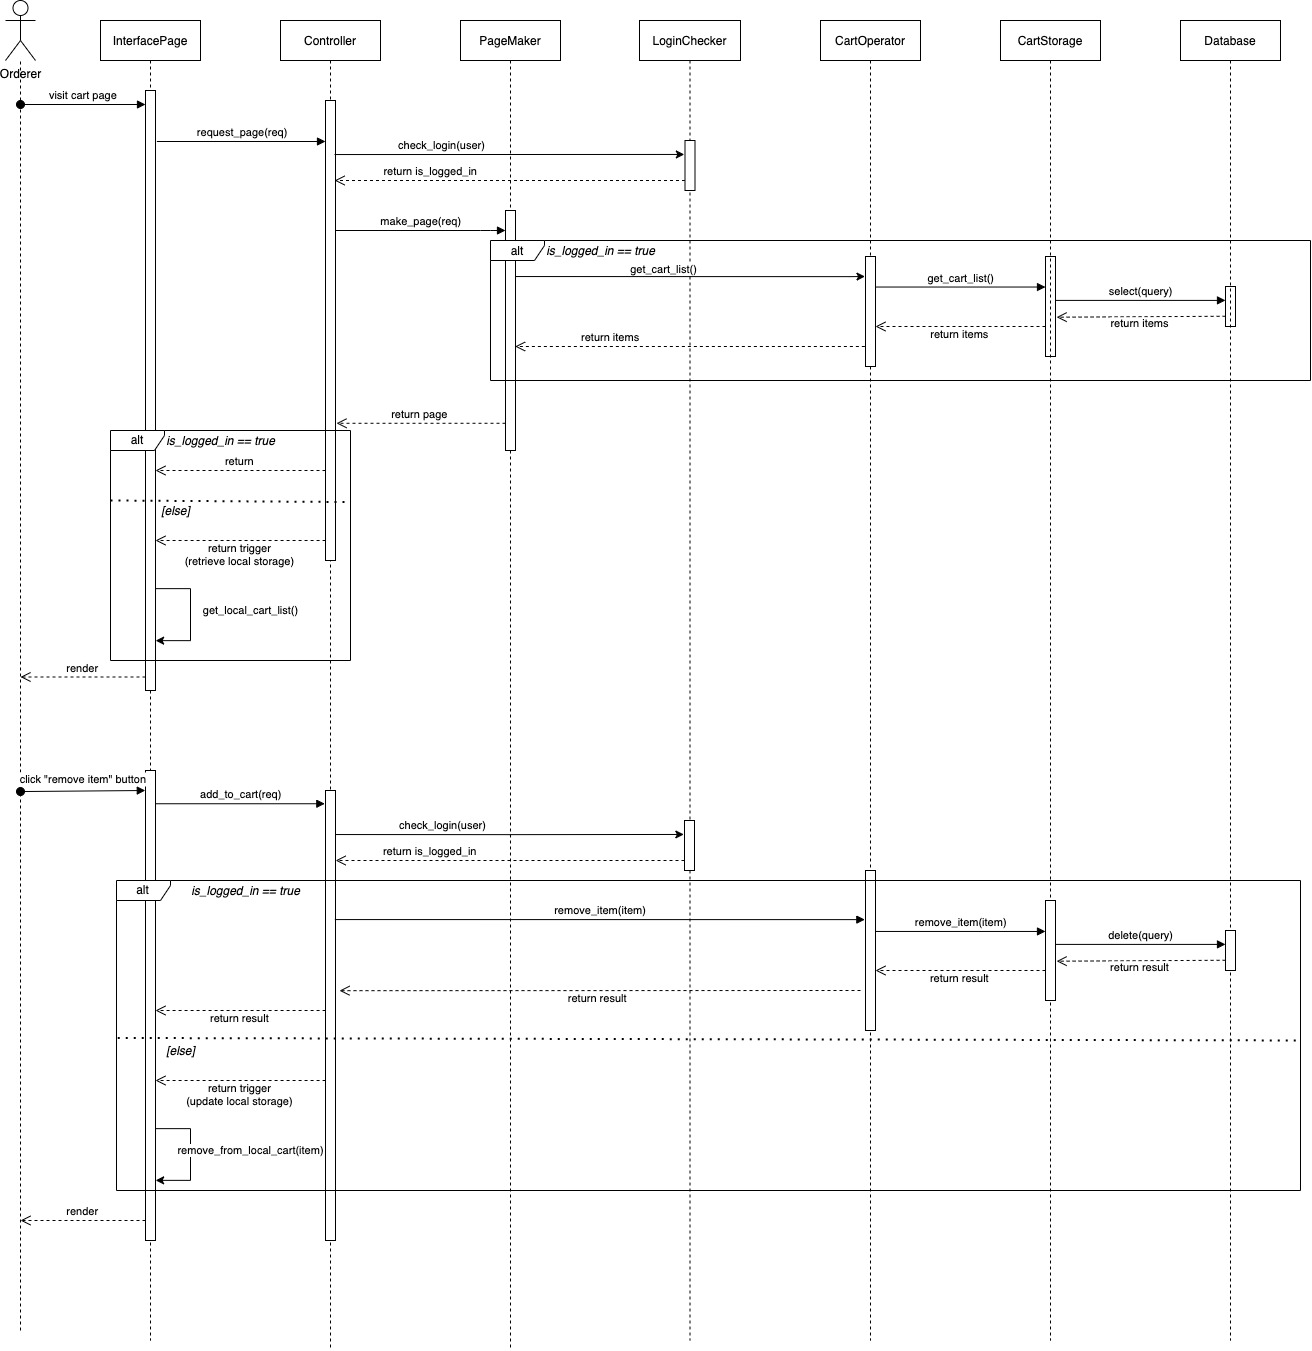 Orderer
InterfacePage
Controller
PageMaker
LoginChecker
CartOperator
CartStorage
Database
visit cart page
request_page(req)
check_login(user)
return is_logged_in
make_page(req)
alt
is_logged_in == true
get_cart_list()
get_cart_list()
select(query)
return items
return items
return items
return page
alt
is_logged_in == true
return
[else]
return trigger
(retrieve local storage)
get_local_cart_list()
render
click "remove item" button
add_to_cart(req)
check_login(user)
return is_logged_in
alt
is_logged_in == true
remove_item(item)
remove_item(item)
delete(query)
return result
return result
return result
return result
[else]
return trigger
(update local storage)
remove_from_local_cart(item)
render